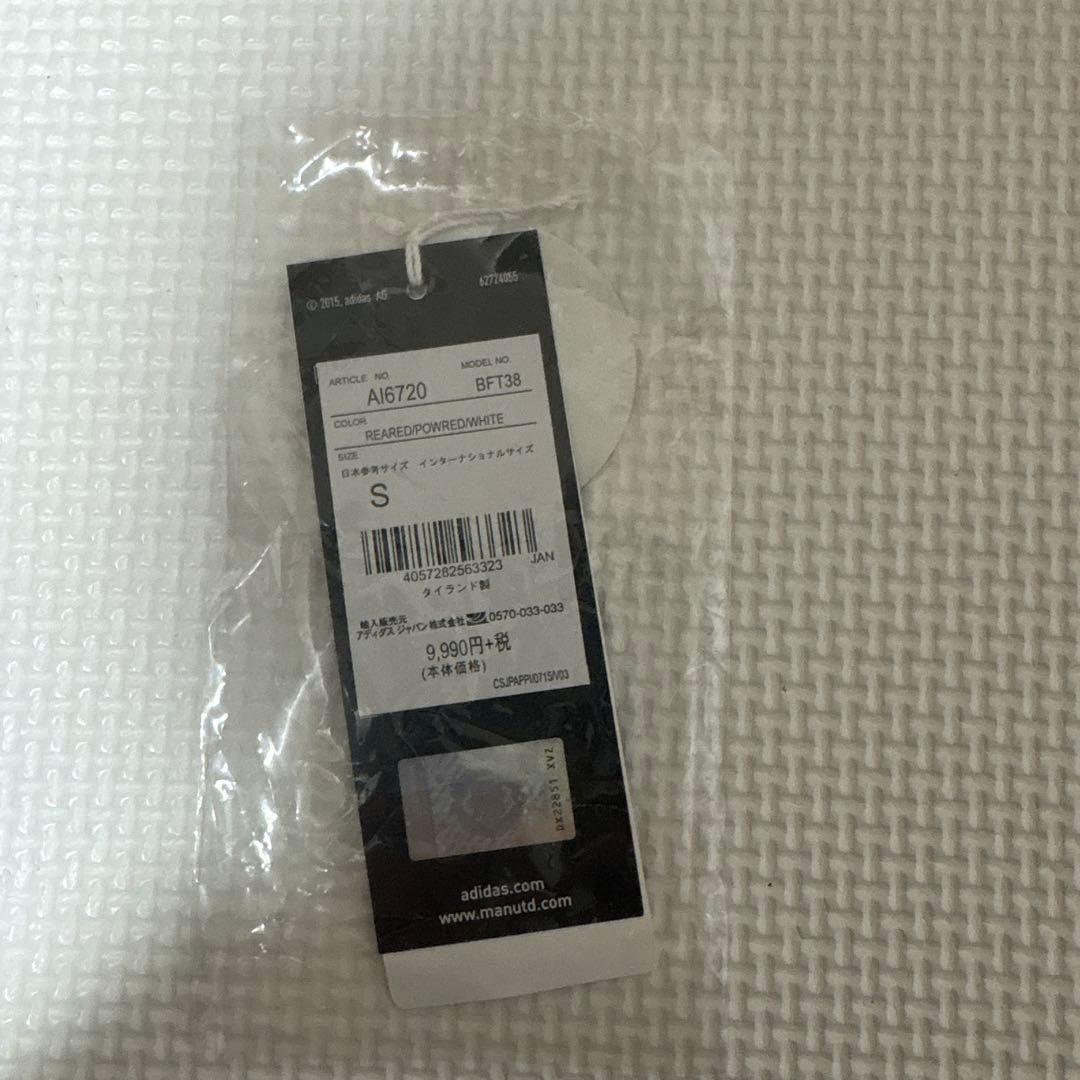 © 2015, adidas AG
62724055
ARTICLE NO.
MODEL NO.
AI6720
BFT38
COLOR
REARED/POWRED/WHITE
SIZE
日本参考サイズ インターナショナルサイズ
S
4057282563323 JAN
タイランド製
輸入販売元
アディダス ジャパン株式会社 0570-033-033
9,990円+税
(本体価格)
CSJPAPPI/0715/V03
DX22851 XVZ
adidas.com
www.manutd.com